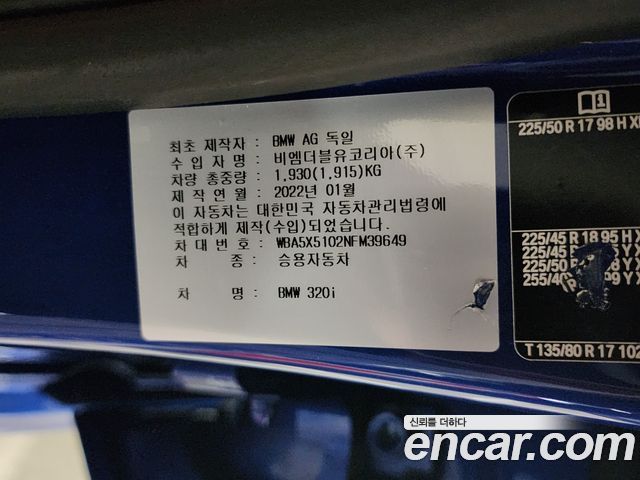 최초 제작자 : BMW AG 독일
수 입 자 명 : 비엠더블유코리아(주)
차량 총중량 : 1,930(1,915)KG
제 작 연 월 : 2022년 01월
이 자동차는 대한민국 자동차관리법령에
적합하게 제작(수입)되었습니다.
차 대 번 호 : WBA5X5102NFM39649
차 종 : 승용자동차
차 명 : BMW 320i
225/50 R 17 98 H
225/45 R 18 95 H
225/45 R
225/50 R
T 135/80 R 17 102
신뢰를 더하다
encar.com